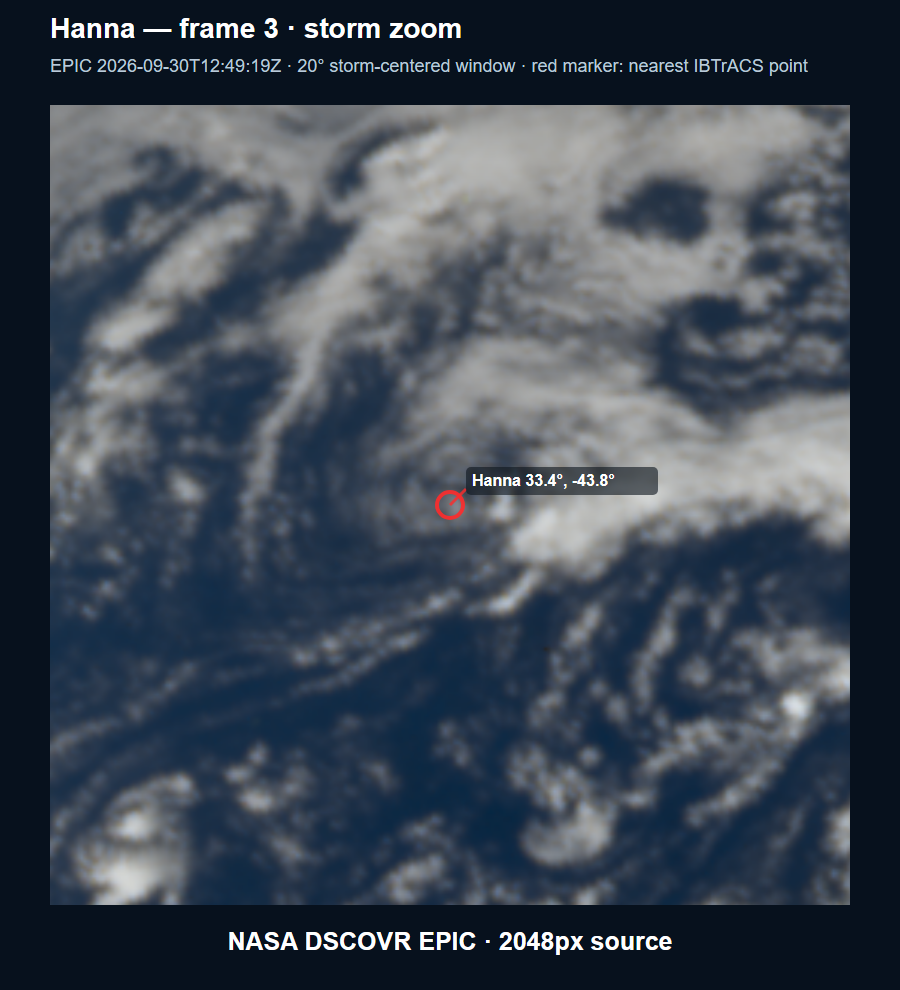 Hanna — frame 3 · storm zoom
EPIC 2026-09-30T12:49:19Z · 20° storm-centered window · red marker: nearest IBTrACS point
Hanna 33.4°, -43.8°
NASA DSCOVR EPIC · 2048px source